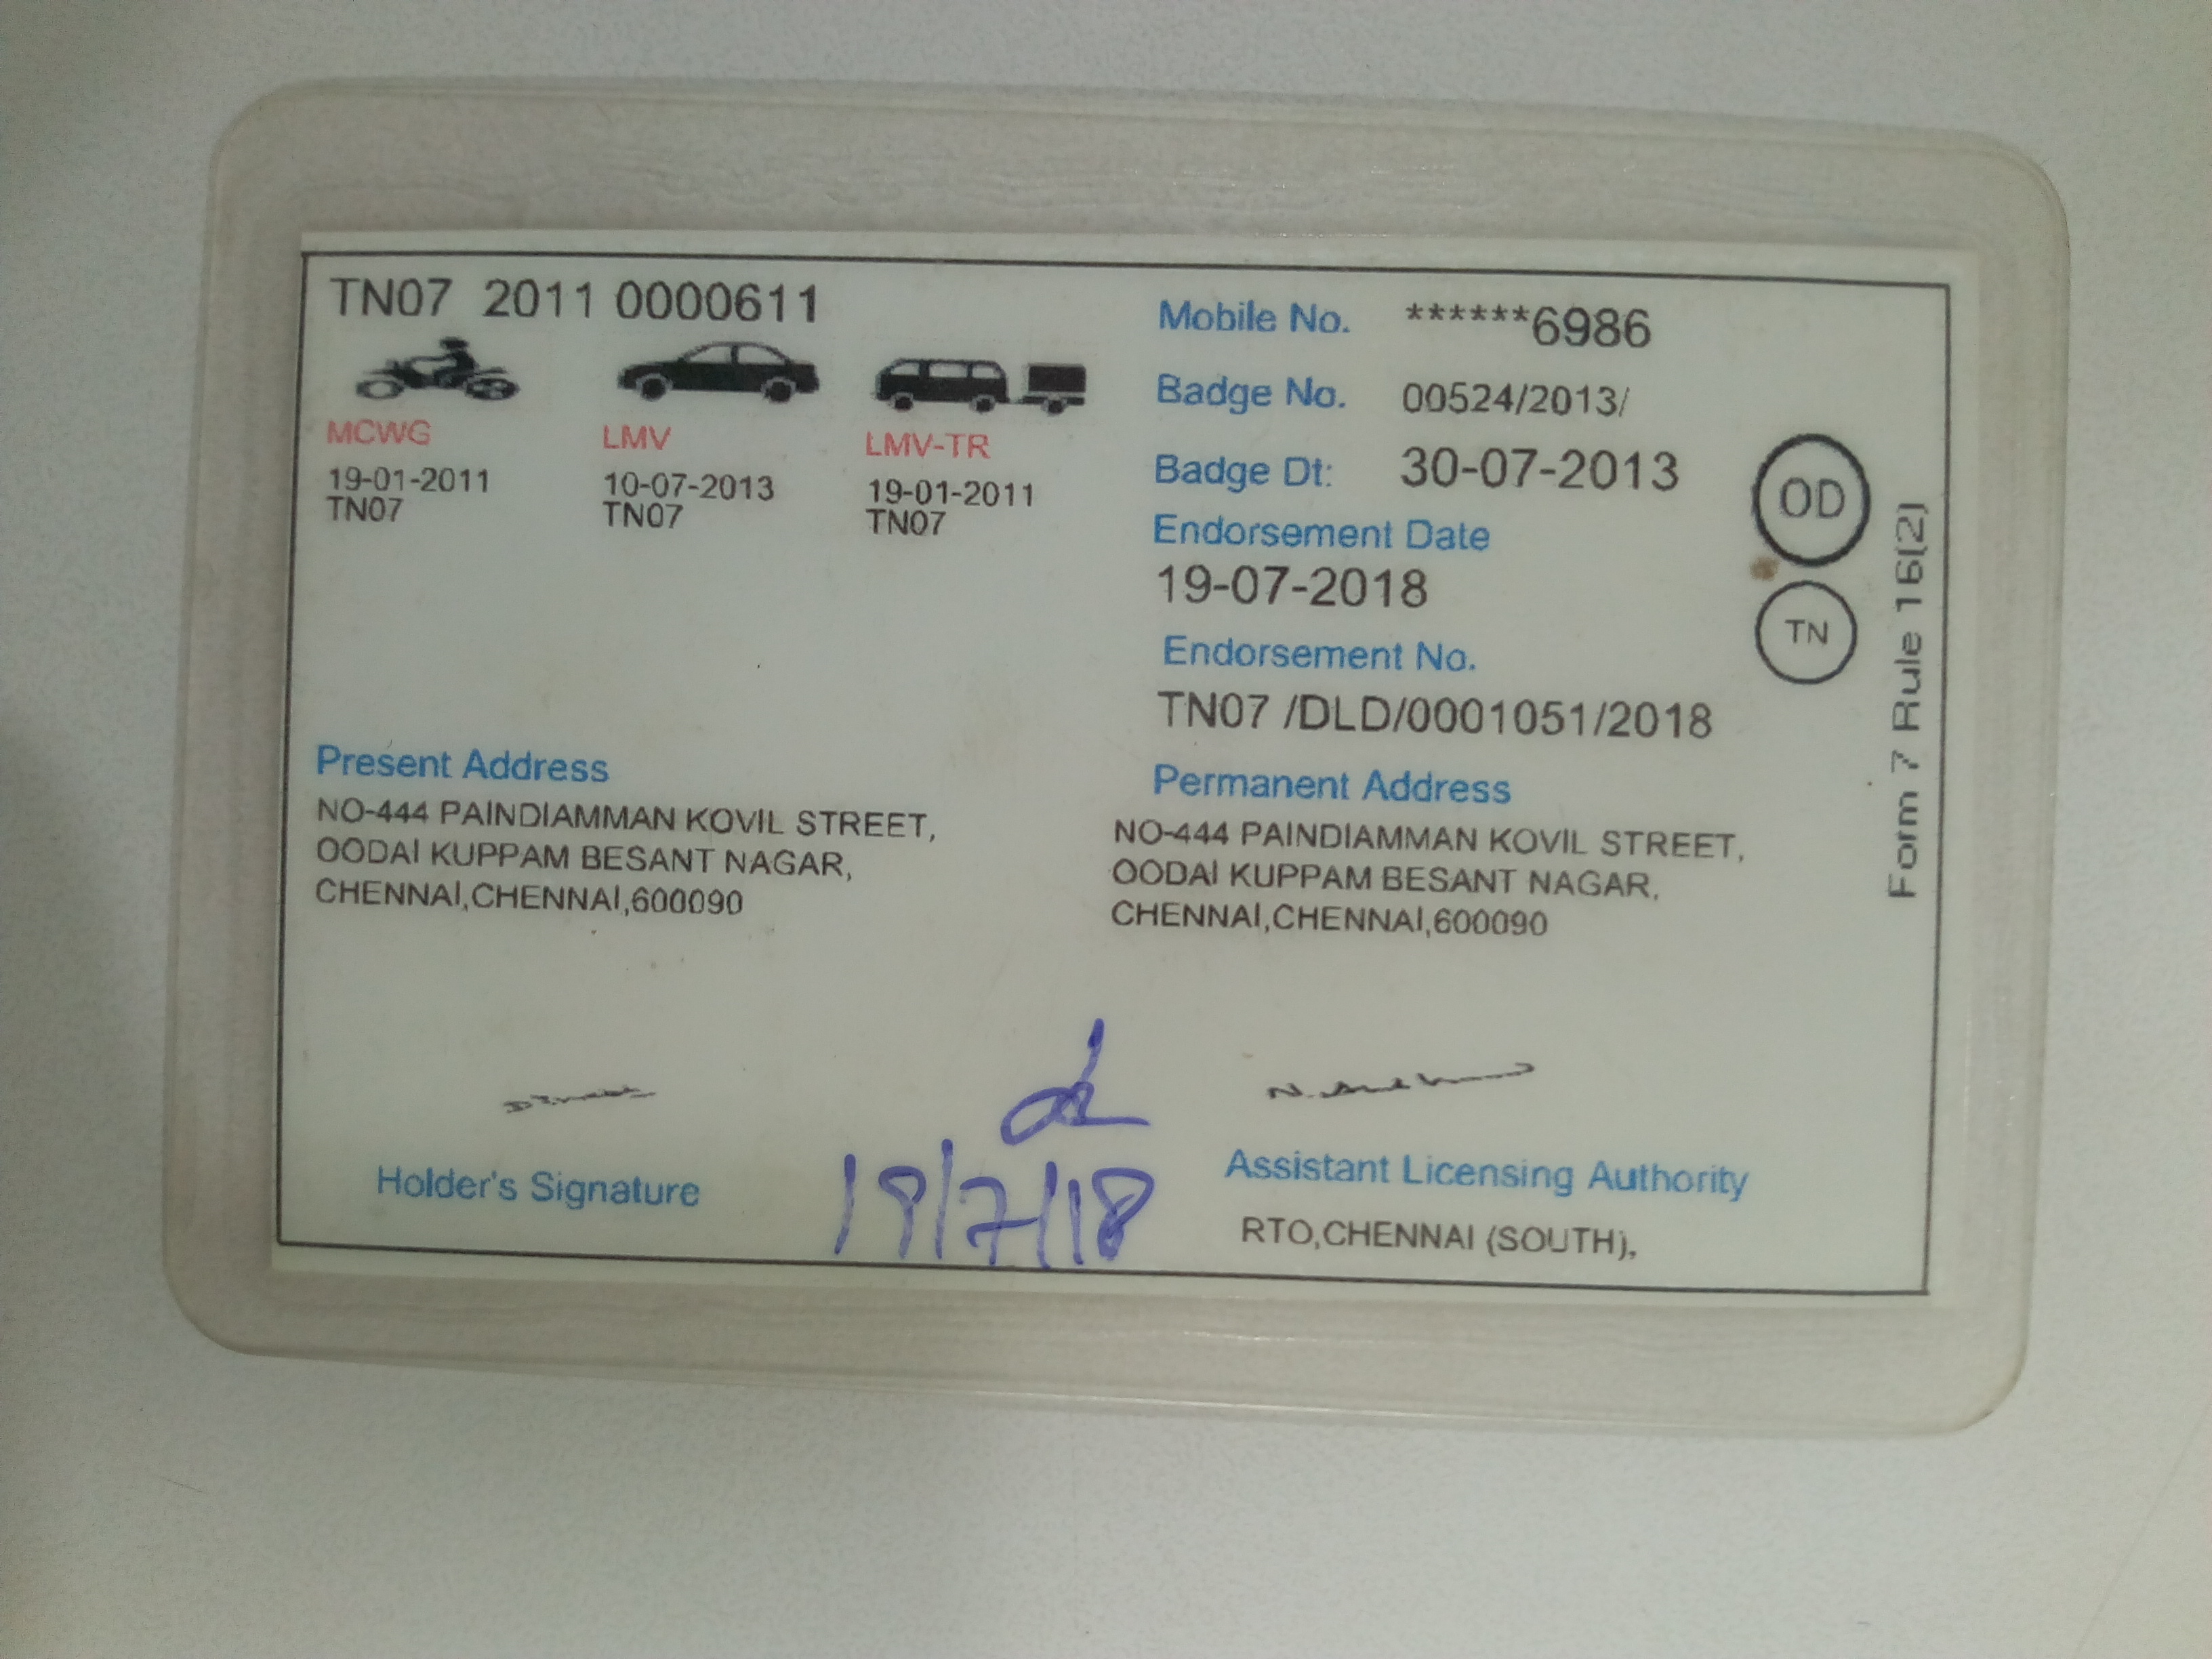 TN07 2011 0000611
MCWG
19-01-2011
TN07
LMV
10-07-2013
TN07
LMV-TR
19-01-2011
TN07
Mobile No. ******6986
Badge No. 00524/2013/
Badge Dt: 30-07-2013
Endorsement Date
19-07-2018
Endorsement No.
TN07 /DLD/0001051/2018
OD
TN
Form 7 Rule 16(2)
Present Address
NO-444 PAINDIAMMAN KOVIL STREET,
OODAI KUPPAM BESANT NAGAR,
CHENNAI,CHENNAI,600090
Permanent Address
NO-444 PAINDIAMMAN KOVIL STREET,
OODAI KUPPAM BESANT NAGAR,
CHENNAI,CHENNAI,600090
Holder's Signature
19/7/18
Assistant Licensing Authority
RTO,CHENNAI (SOUTH),